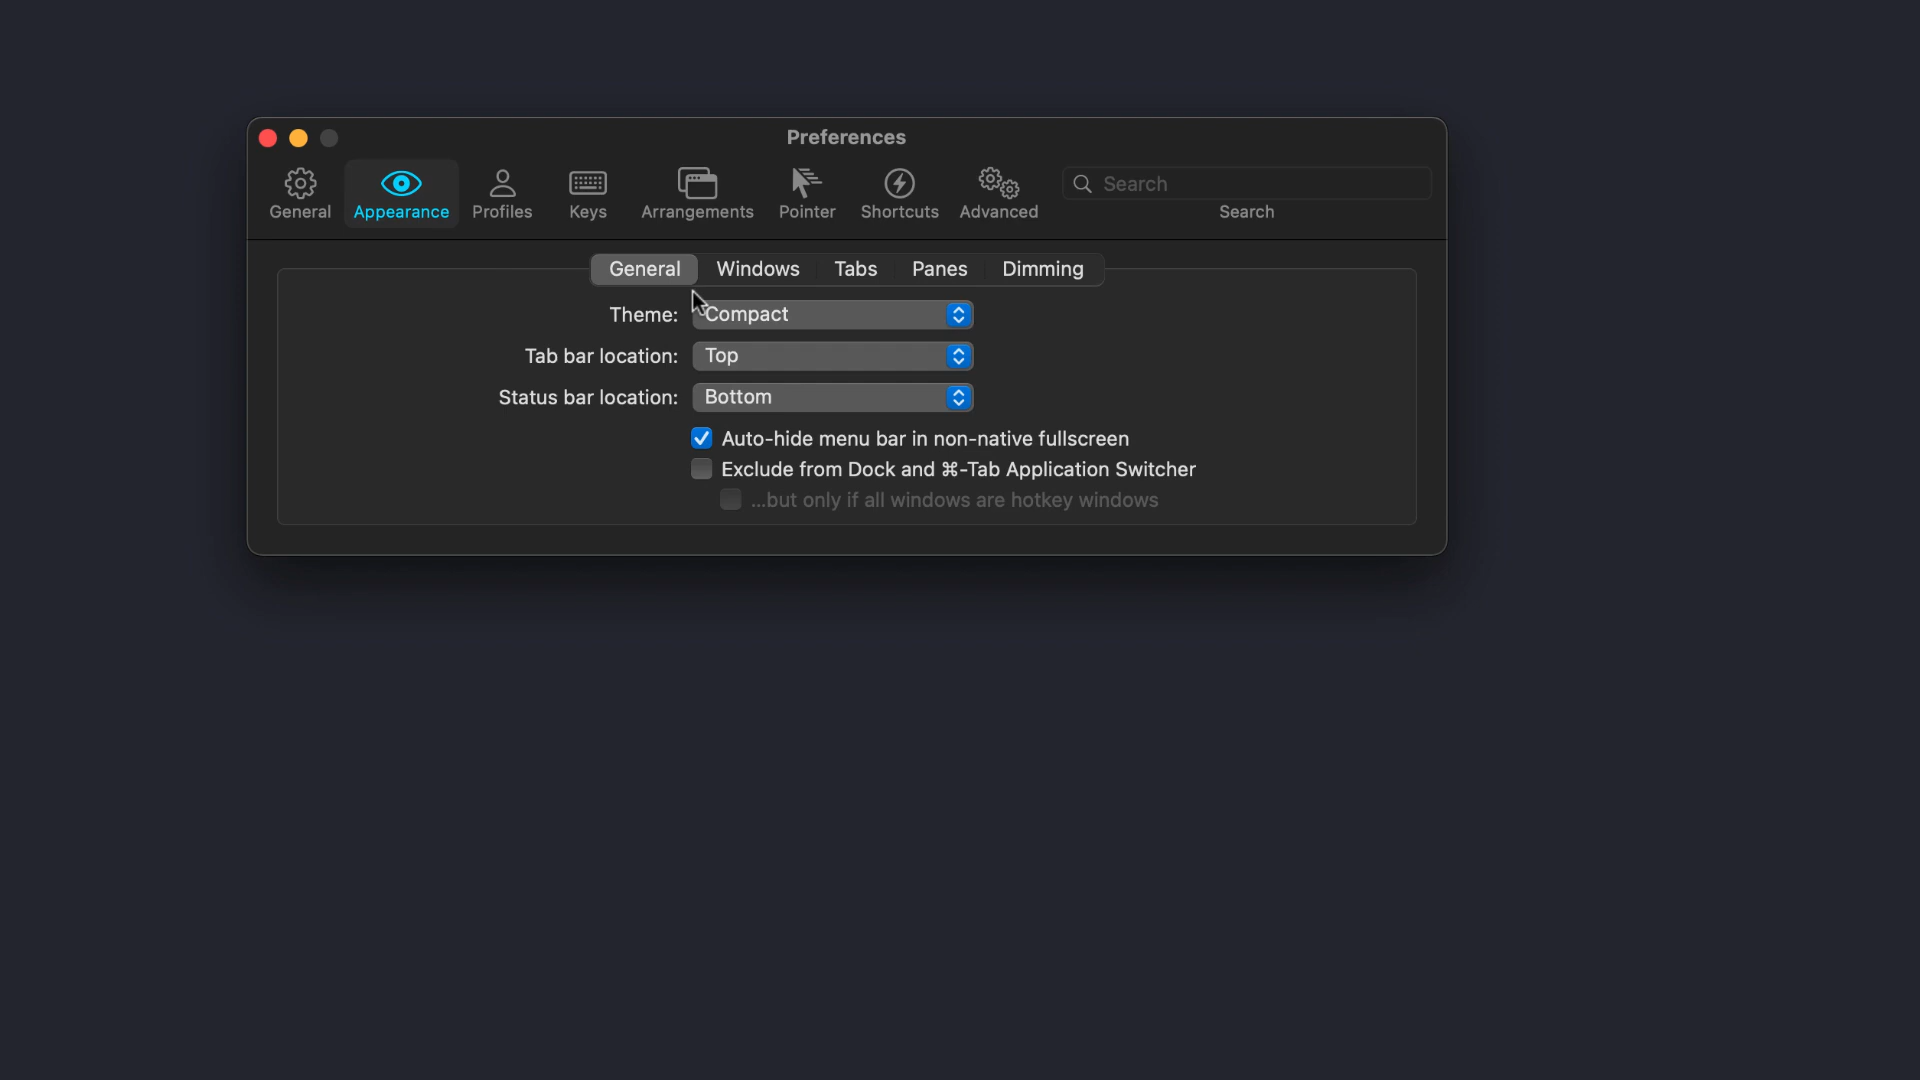 Preferences
General Appearance Profiles Keys Arrangements Pointer Shortcuts Advanced Search
Search
General Windows Tabs Panes Dimming
Theme: Compact
Tab bar location: Top
Status bar location: Bottom
Auto-hide menu bar in non-native fullscreen
Exclude from Dock and ⌘-Tab Application Switcher
...but only if all windows are hotkey windows